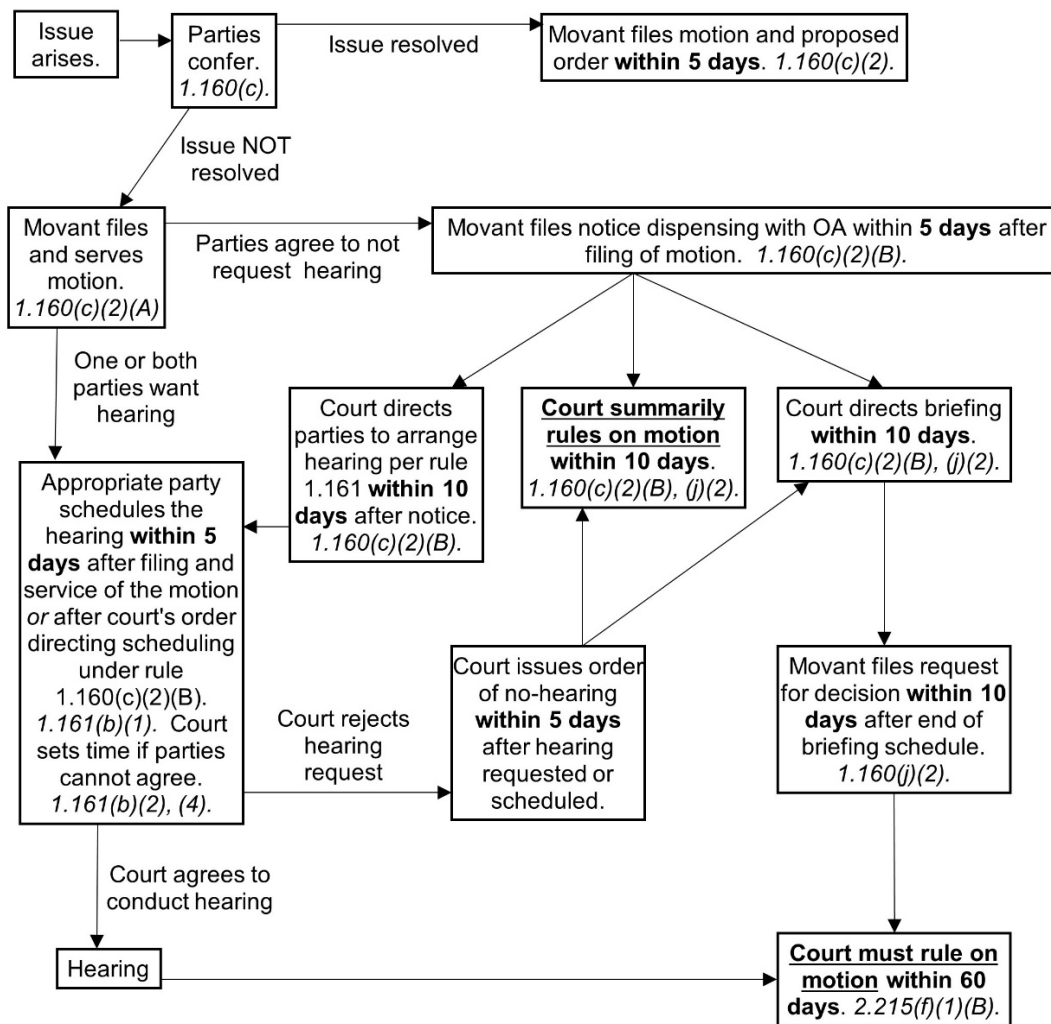 Issue
arises.
Parties
confer.
1.160(c).
Issue resolved
Movant files motion and proposed
order within 5 days. 1.160(c)(2).
Issue NOT
resolved
Movant files
and serves
motion.
1.160(c)(2)(A)
Parties agree to not
request hearing
Movant files notice dispensing with OA within 5 days after
filing of motion. 1.160(c)(2)(B).
One or both
parties want
hearing
Court directs
parties to arrange
hearing per rule
1.161 within 10
days after notice.
1.160(c)(2)(B).
Court summarily
rules on motion
within 10 days.
1.160(c)(2)(B), (j)(2).
Court directs briefing
within 10 days.
1.160(c)(2)(B), (j)(2).
Appropriate party
schedules the
hearing within 5
days after filing and
service of the motion
or after court's order
directing scheduling
under rule
1.160(c)(2)(B).
1.161(b)(1). Court
sets time if parties
cannot agree.
1.161(b)(2), (4).
Court rejects
hearing
request
Court issues order
of no-hearing
within 5 days
after hearing
requested or
scheduled.
Movant files request
for decision within 10
days after end of
briefing schedule.
1.160(j)(2).
Court agrees to
conduct hearing
Hearing
Court must rule on
motion within 60
days. 2.215(f)(1)(B).